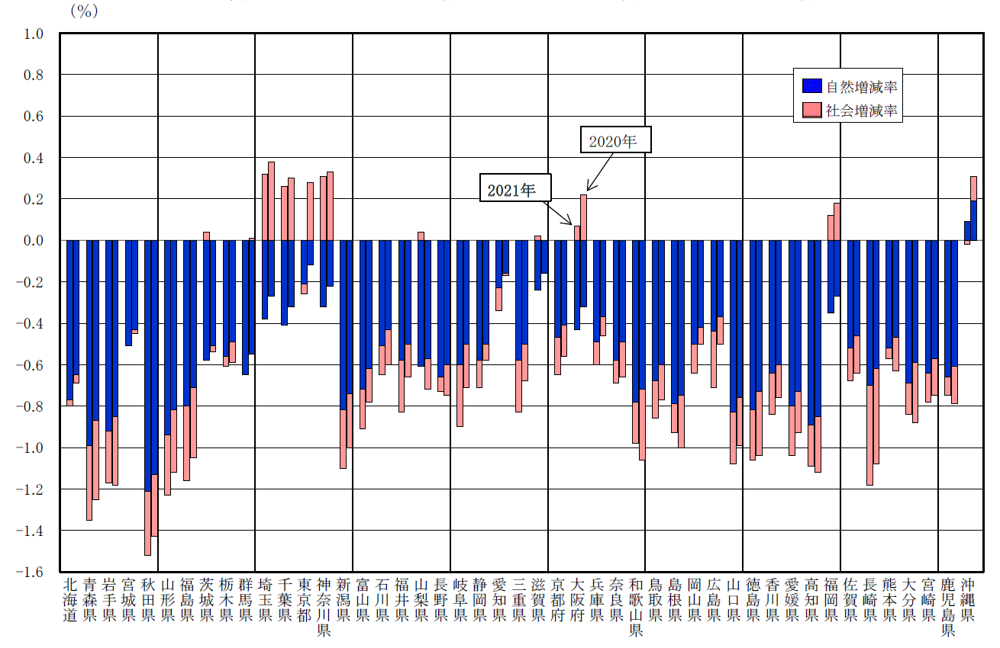 (%)
1.0
0.8
0.6
0.4
0.2
0.0
-0.2
-0.4
-0.6
-0.8
-1.0
-1.2
-1.4
-1.6
自然増減率
社会増減率
2020年
2021年
北海道
青森県
岩手県
宮城県
秋田県
山形県
福島県
茨城県
栃木県
群馬県
埼玉県
千葉県
東京都
神奈川県
新潟県
富山県
石川県
福井県
山梨県
長野県
岐阜県
静岡県
愛知県
三重県
滋賀県
京都府
大阪府
兵庫県
奈良県
和歌山県
鳥取県
島根県
岡山県
広島県
山口県
徳島県
香川県
愛媛県
高知県
福岡県
佐賀県
長崎県
熊本県
大分県
宮崎県
鹿児島県
沖縄県